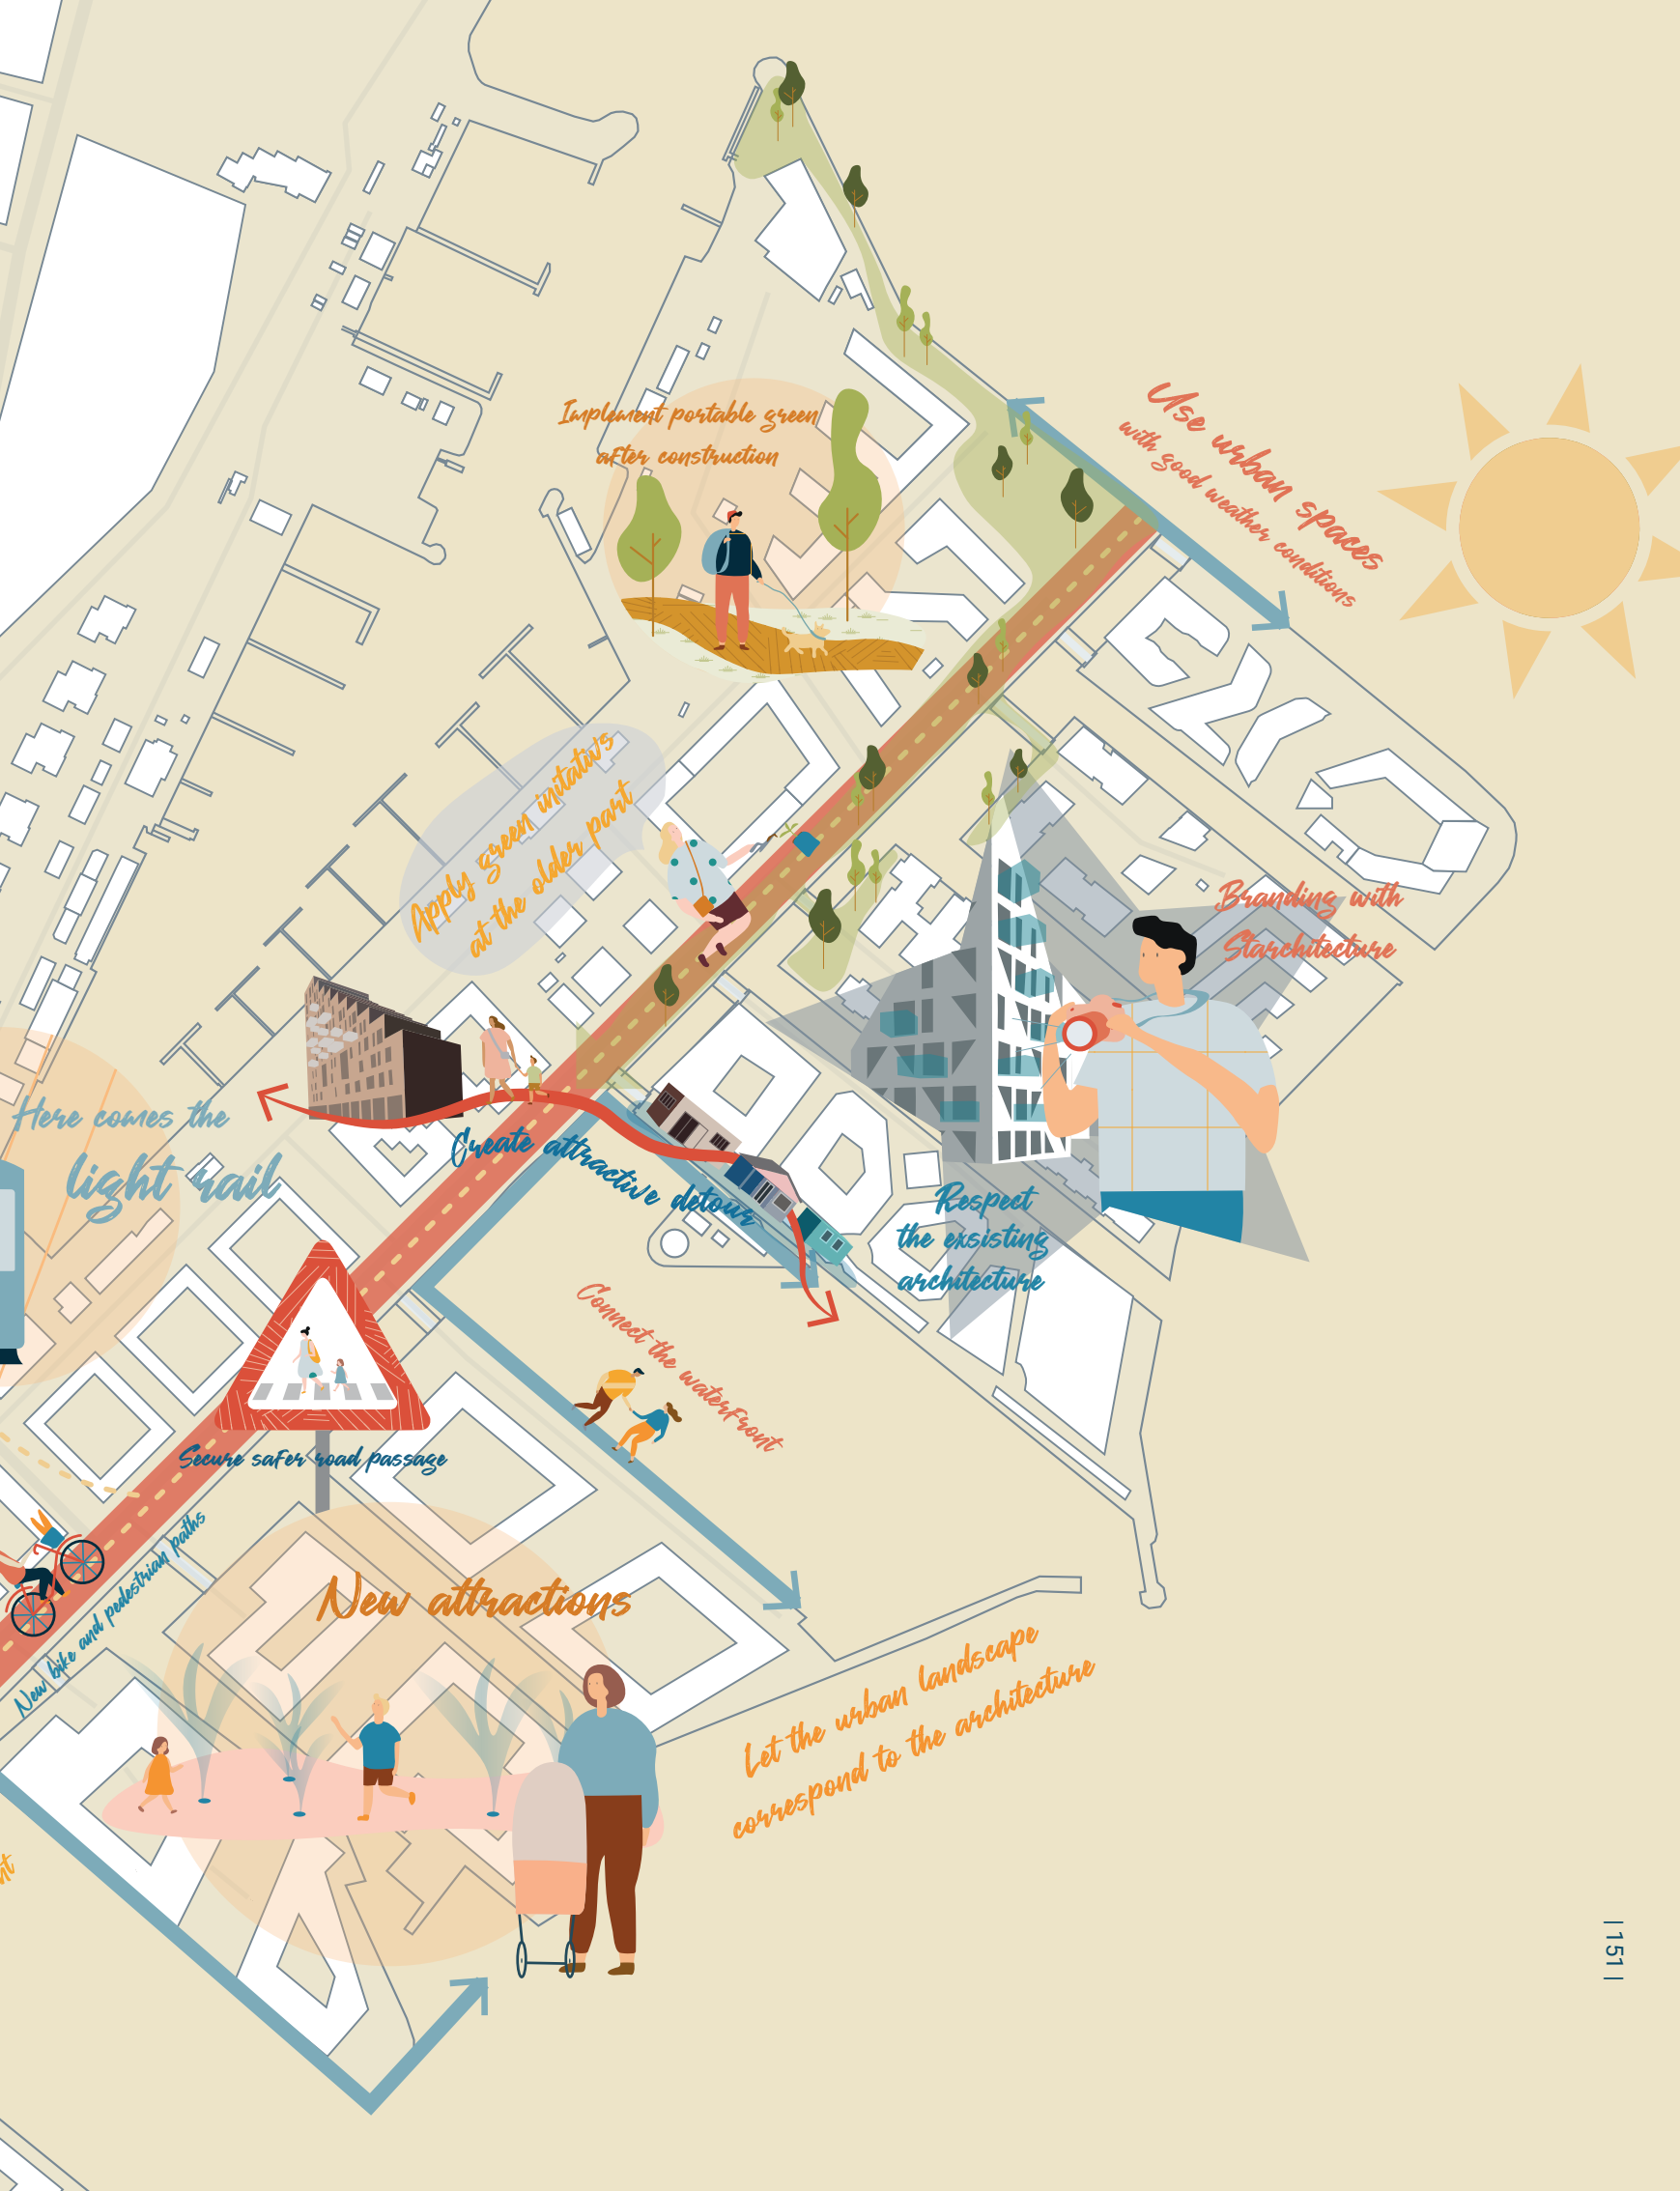 Use urban spaces
with good weather conditions
Implement portable green
after construction
Apply green initativs
at the older part
Branding with
Starchitecture
Here comes the
light rail
Create attractive detour
Respect
the exsisting
architecture
Connect the waterfront
Secure safer road passage
New bike and pedestrian paths
New attractions
Let the urban landscape
correspond to the architecture
| 151 |